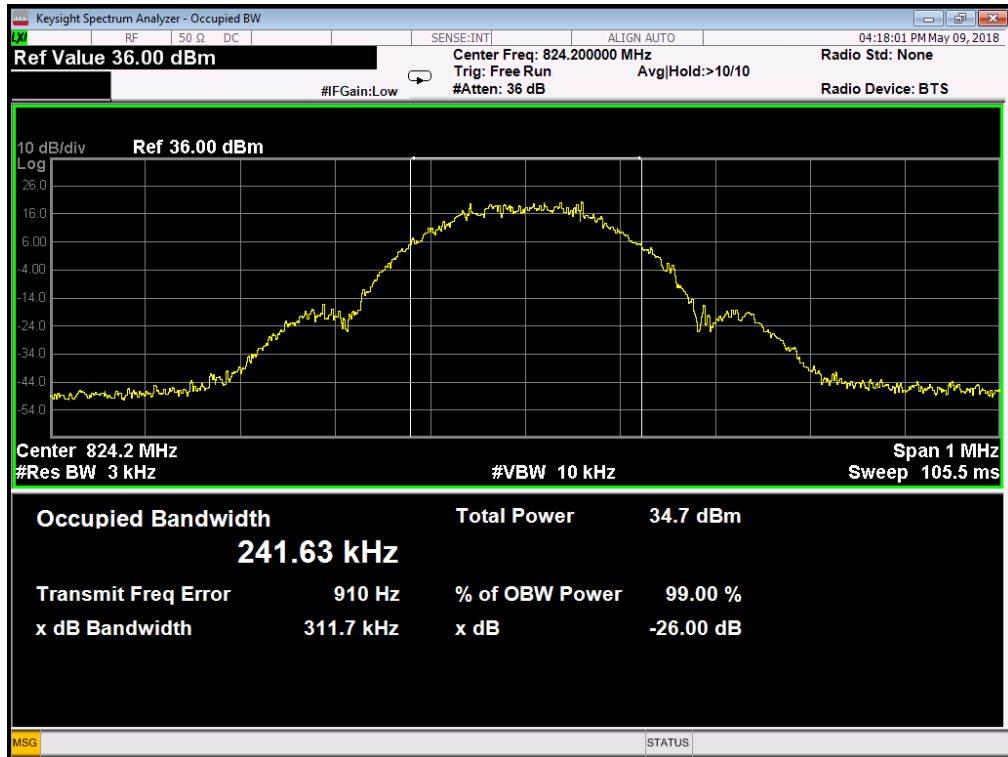 Keysight Spectrum Analyzer - Occupied BW
LXI RF 50 Ω DC SENSE:INT ALIGN AUTO 04:18:01 PM May 09, 2018
Ref Value 36.00 dBm Center Freq: 824.200000 MHz Radio Std: None
Trig: Free Run Avg|Hold:>10/10
#IFGain:Low #Atten: 36 dB Radio Device: BTS
10 dB/div Ref 36.00 dBm
Log
26.0
16.0
6.00
-4.00
-14.0
-24.0
-34.0
-44.0
-54.0
Center 824.2 MHz Span 1 MHz
#Res BW 3 kHz #VBW 10 kHz Sweep 105.5 ms
Occupied Bandwidth Total Power 34.7 dBm
241.63 kHz
Transmit Freq Error 910 Hz % of OBW Power 99.00 %
x dB Bandwidth 311.7 kHz x dB -26.00 dB
MSG STATUS